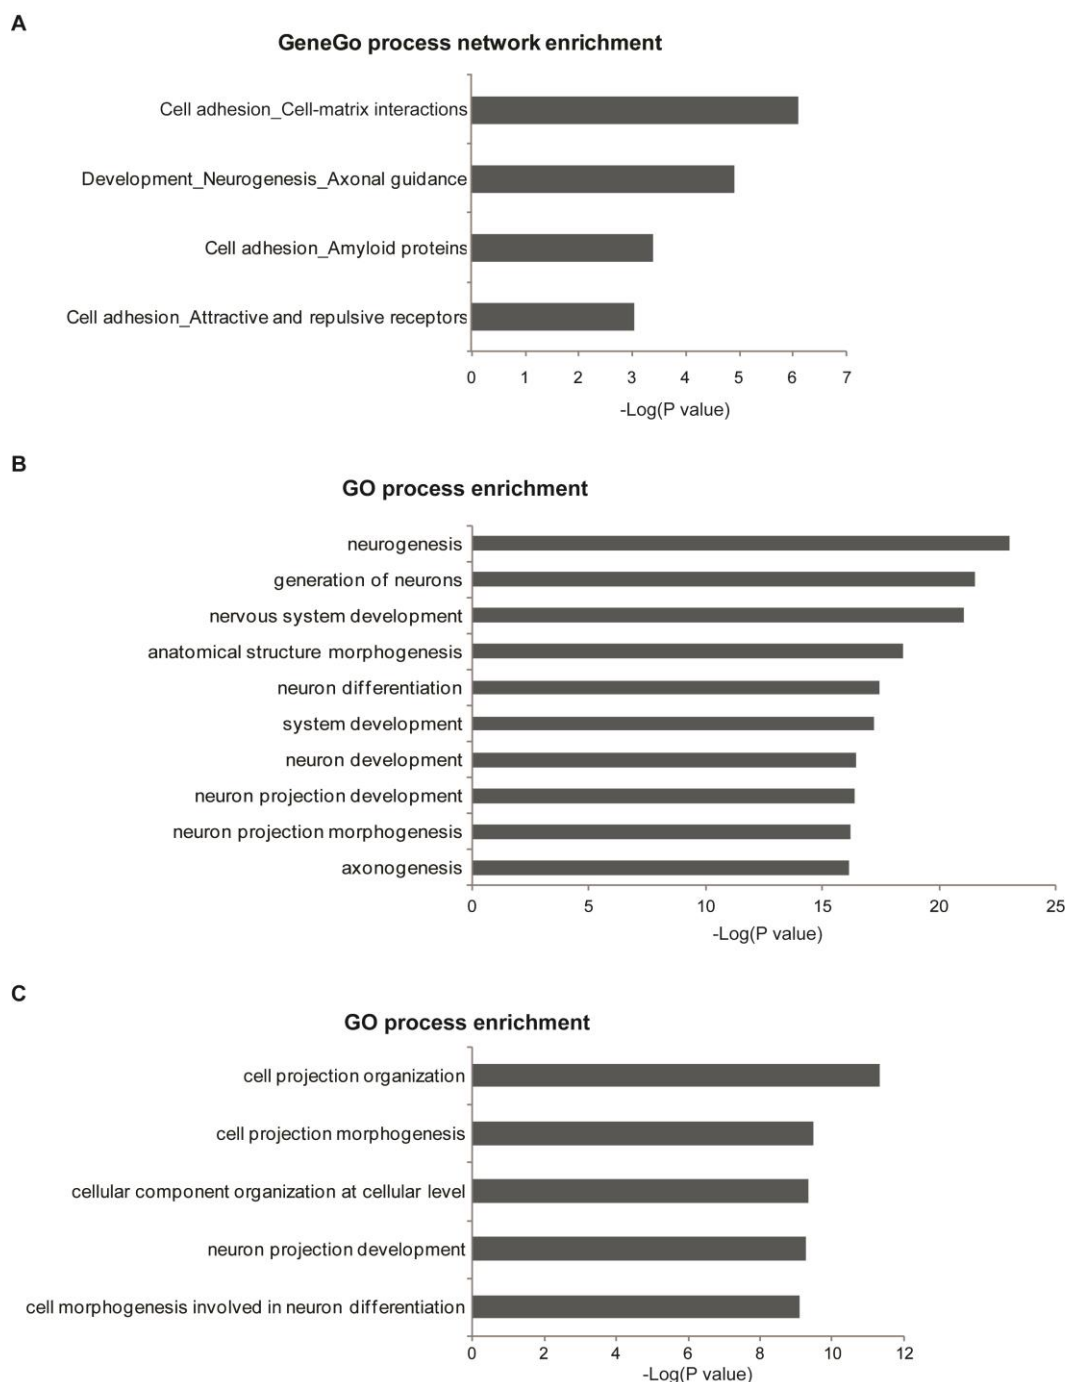 A
GeneGo process network enrichment
Cell adhesion_Cell-matrix interactions
Development_Neurogenesis_Axonal guidance
Cell adhesion_Amyloid proteins
Cell adhesion_Attractive and repulsive receptors
0 1 2 3 4 5 6 7
-Log(P value)
B
GO process enrichment
neurogenesis
generation of neurons
nervous system development
anatomical structure morphogenesis
neuron differentiation
system development
neuron development
neuron projection development
neuron projection morphogenesis
axonogenesis
0 5 10 15 20 25
-Log(P value)
C
GO process enrichment
cell projection organization
cell projection morphogenesis
cellular component organization at cellular level
neuron projection development
cell morphogenesis involved in neuron differentiation
0 2 4 6 8 10 12
-Log(P value)